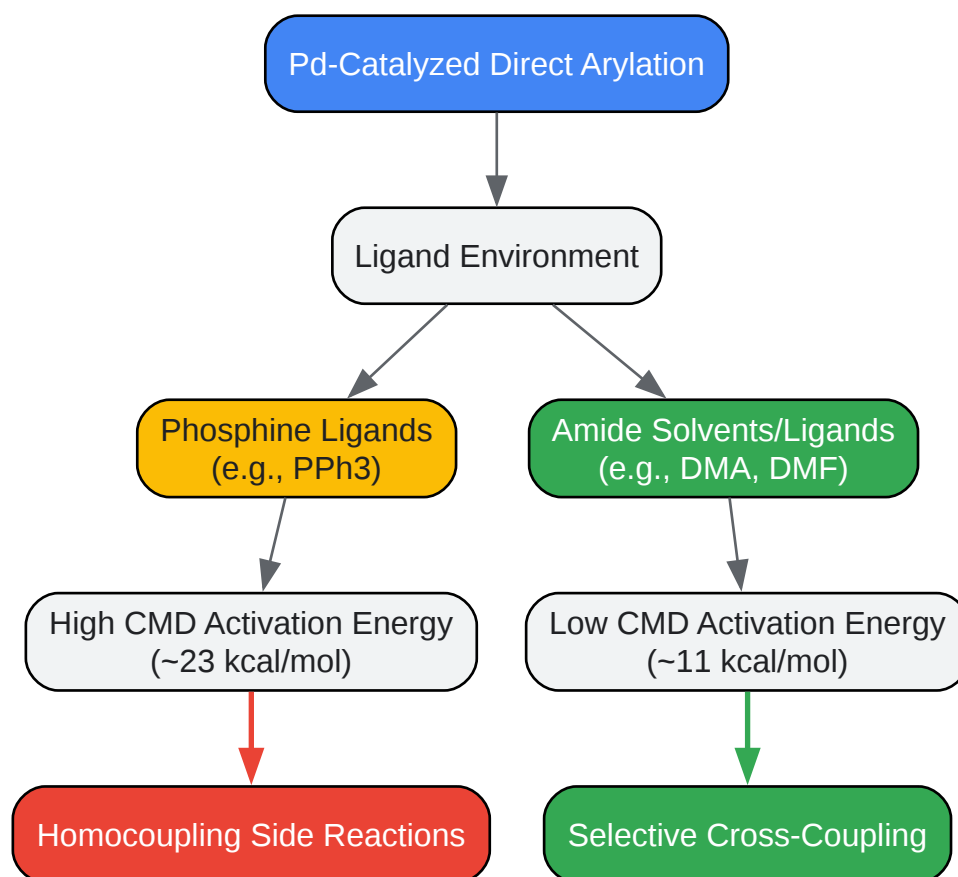 Pd-Catalyzed Direct Arylation
Ligand Environment
Phosphine Ligands
(e.g., PPh3)
Amide Solvents/Ligands
(e.g., DMA, DMF)
High CMD Activation Energy
(~23 kcal/mol)
Low CMD Activation Energy
(~11 kcal/mol)
Homocoupling Side Reactions
Selective Cross-Coupling